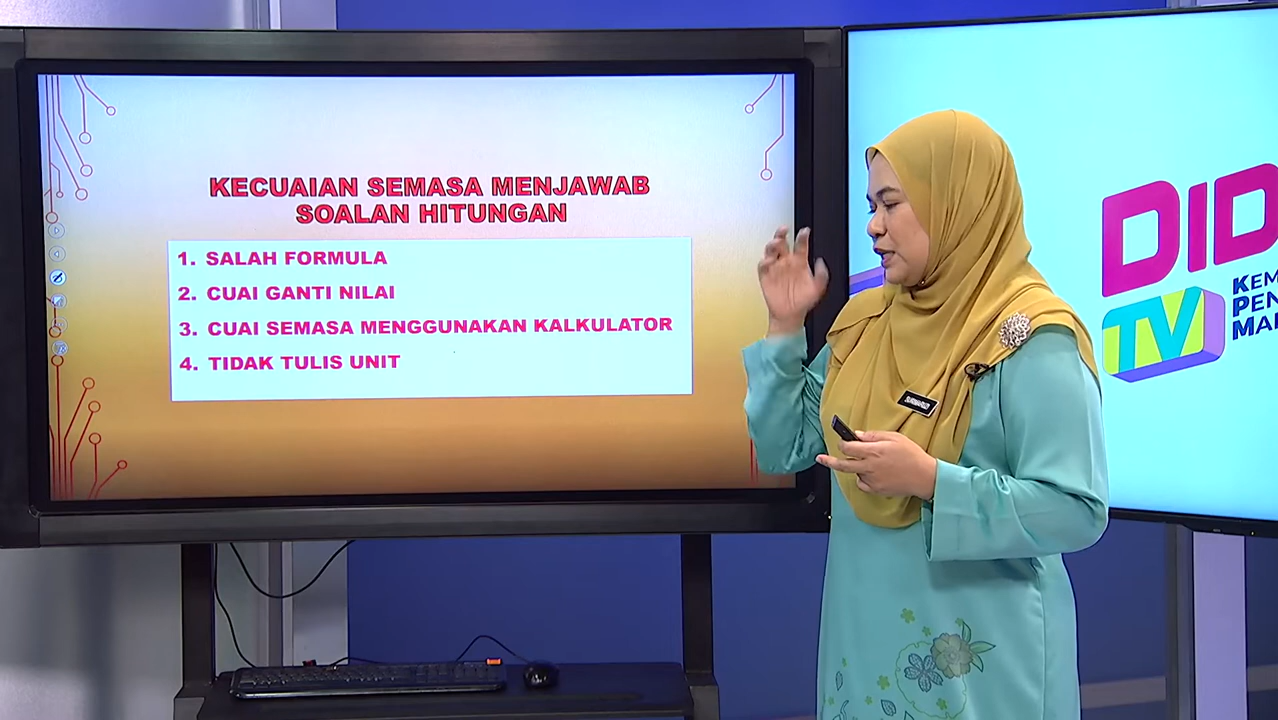 KECUAIAN SEMASA MENJAWAB
SOALAN HITUNGAN
1. SALAH FORMULA
2. CUAI GANTI NILAI
3. CUAI SEMASA MENGGUNAKAN KALKULATOR
4. TIDAK TULIS UNIT
DID
TV
KEM
PEN
MA